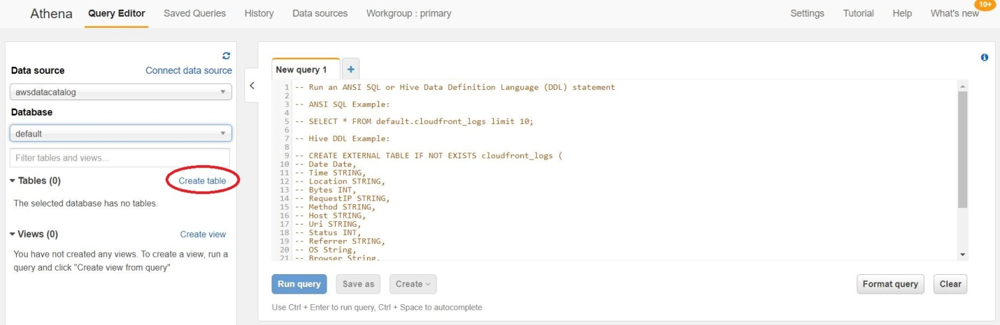 Athena Query Editor Saved Queries History Data sources Workgroup : primary Settings Tutorial Help What's new 10+
Data source Connect data source
awsdatacatalog
Database
default
Filter tables and views...
Tables (0) Create table
The selected database has no tables.
Views (0) Create view
You have not created any views. To create a view, run a
query and click "Create view from query"
New query 1 +
1 -- Run an ANSI SQL or Hive Data Definition Language (DDL) statement
2
3 -- ANSI SQL Example:
4
5 -- SELECT * FROM default.cloudfront_logs limit 10;
6
7 -- Hive DDL Example:
8
9 -- CREATE EXTERNAL TABLE IF NOT EXISTS cloudfront_logs (
10 -- Date Date,
11 -- Time STRING,
12 -- Location STRING,
13 -- Bytes INT,
14 -- RequestIP STRING,
15 -- Method STRING,
16 -- Host STRING,
17 -- Uri STRING,
18 -- Status INT,
19 -- Referrer STRING,
20 -- OS String,
21 -- Browser String,
Run query Save as Create Format query Clear
Use Ctrl + Enter to run query, Ctrl + Space to autocomplete